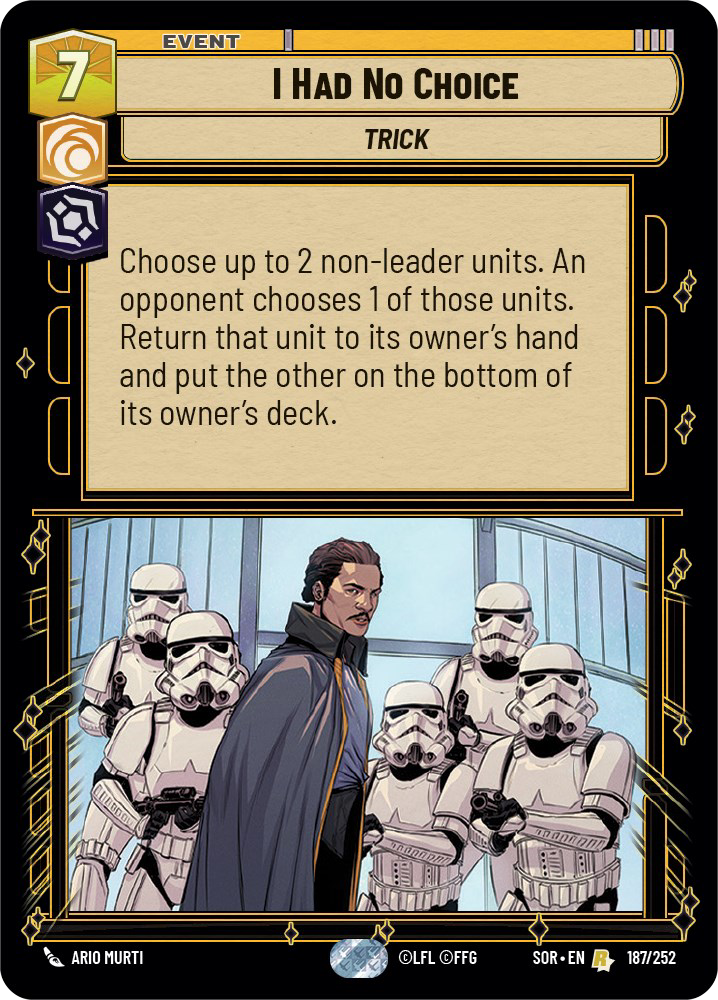 EVENT
7
I HAD NO CHOICE
TRICK
Choose up to 2 non-leader units. An
opponent chooses 1 of those units.
Return that unit to its owner's hand
and put the other on the bottom of
its owner's deck.
ARIO MURTI
©LFL ©FFG
SOR • EN
R
187/252